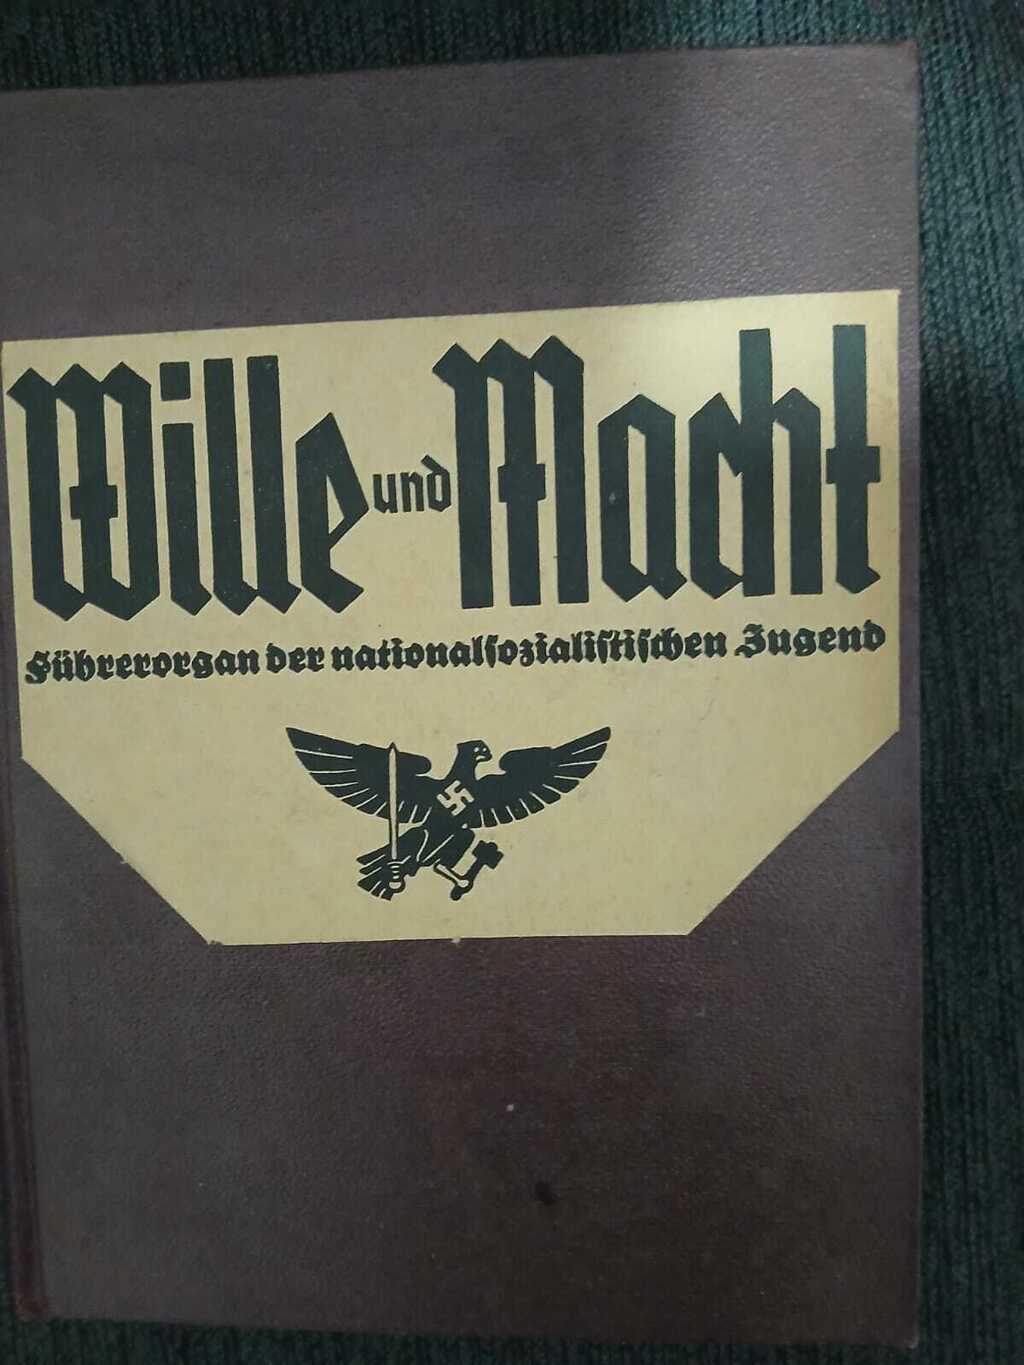 Wille und Macht
Führerorgan der nationalsozialistischen Jugend